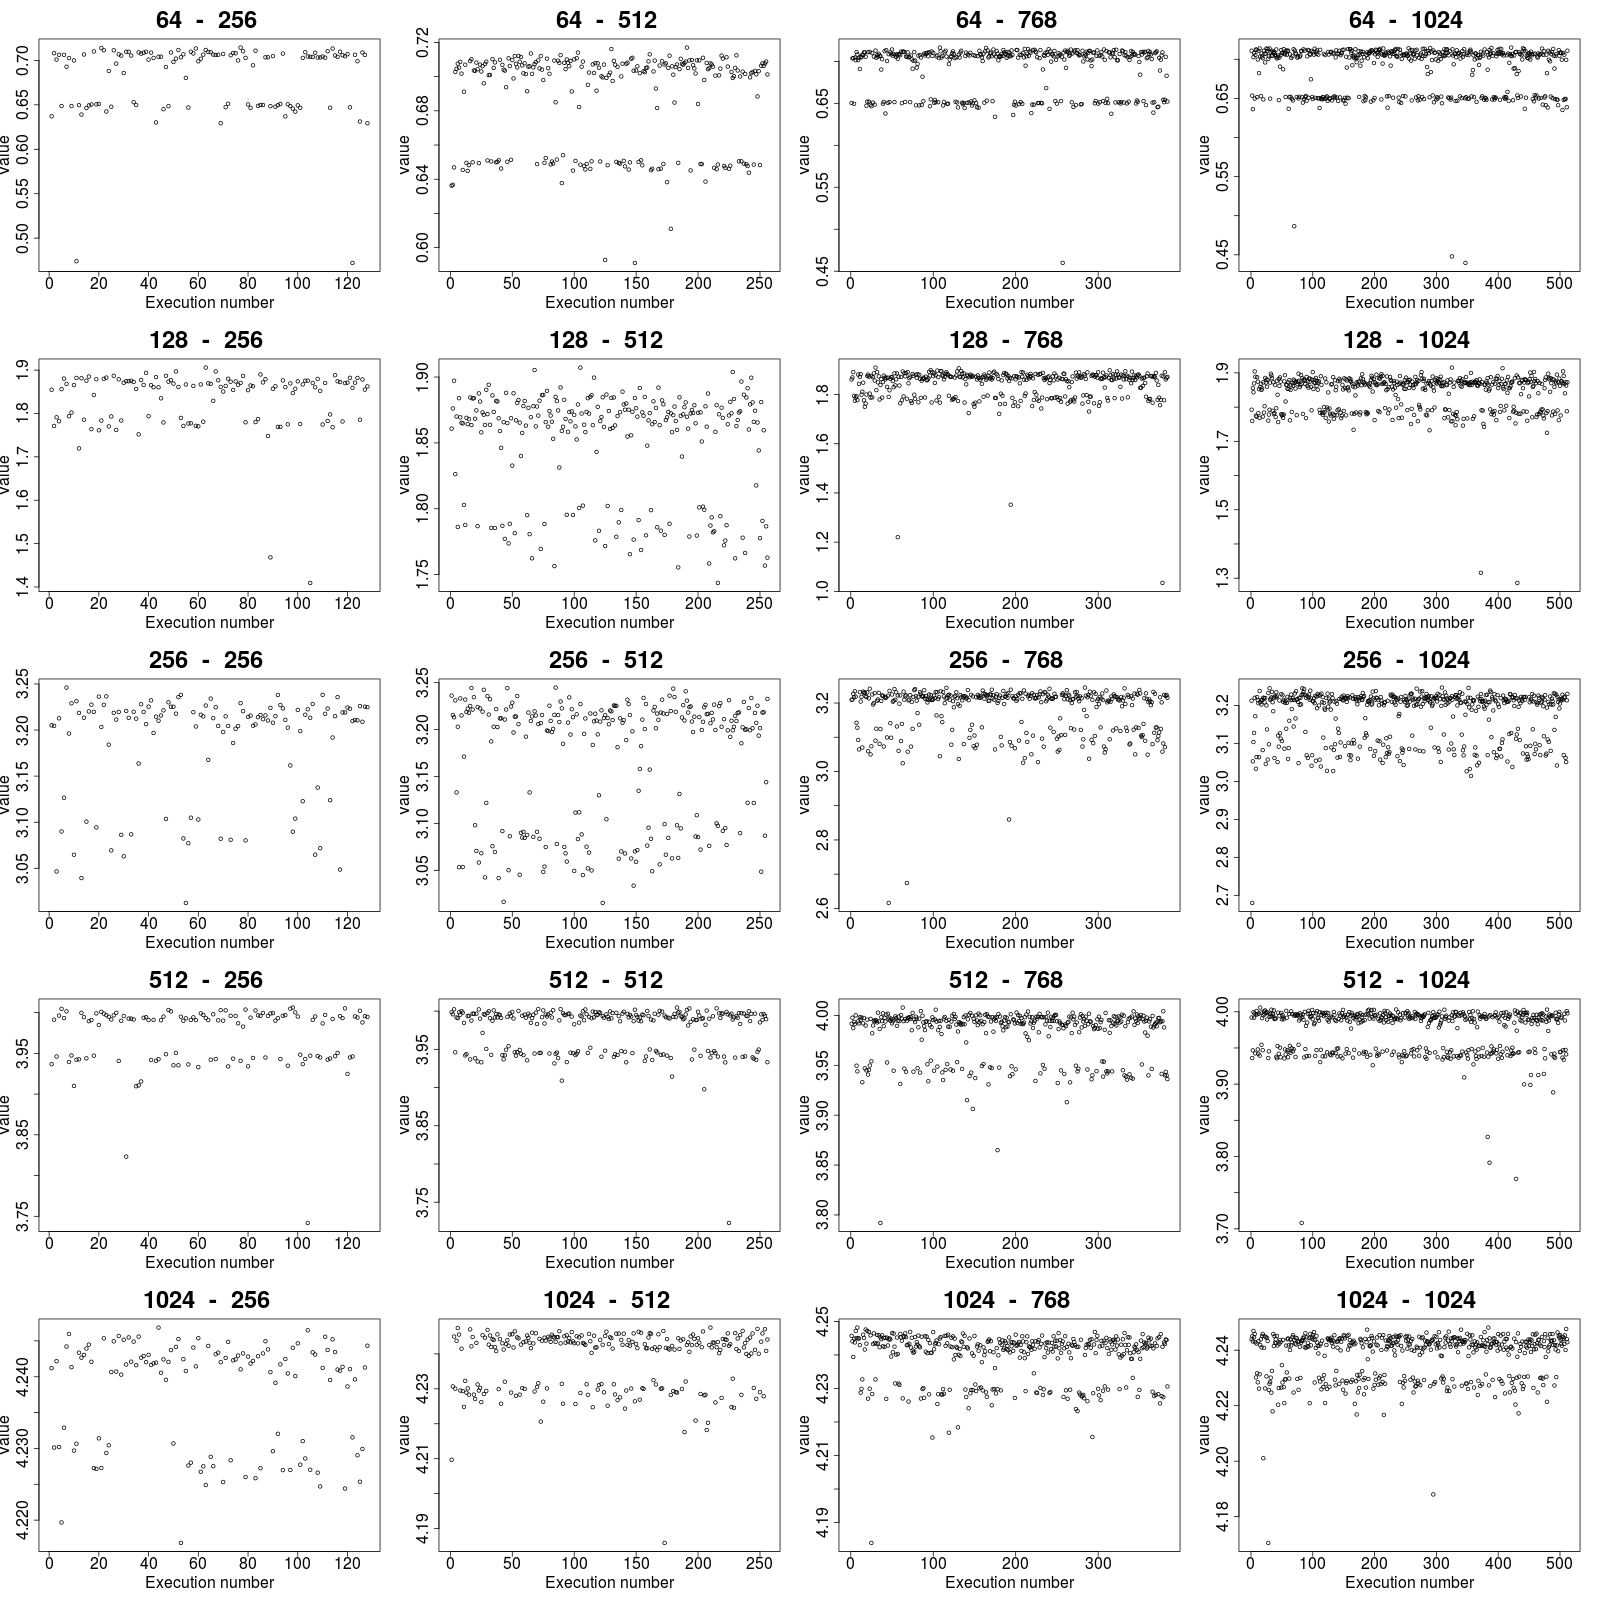 64 - 256
value
0.50 0.55 0.60 0.65 0.70
0 20 40 60 80 100 120
Execution number
64 - 512
value
0.60 0.64 0.68 0.72
0 50 100 150 200 250
Execution number
64 - 768
value
0.45 0.55 0.65
0 100 200 300
Execution number
64 - 1024
value
0.45 0.55 0.65
0 100 200 300 400 500
Execution number
128 - 256
value
1.4 1.5 1.6 1.7 1.8 1.9
0 20 40 60 80 100 120
Execution number
128 - 512
value
1.75 1.80 1.85 1.90
0 50 100 150 200 250
Execution number
128 - 768
value
1.0 1.2 1.4 1.6 1.8
0 100 200 300
Execution number
128 - 1024
value
1.3 1.5 1.7 1.9
0 100 200 300 400 500
Execution number
256 - 256
value
3.05 3.10 3.15 3.20 3.25
0 20 40 60 80 100 120
Execution number
256 - 512
value
3.05 3.10 3.15 3.20 3.25
0 50 100 150 200 250
Execution number
256 - 768
value
2.6 2.8 3.0 3.2
0 100 200 300
Execution number
256 - 1024
value
2.7 2.8 2.9 3.0 3.1 3.2
0 100 200 300 400 500
Execution number
512 - 256
value
3.75 3.85 3.95
0 20 40 60 80 100 120
Execution number
512 - 512
value
3.75 3.85 3.95
0 50 100 150 200 250
Execution number
512 - 768
value
3.80 3.85 3.90 3.95 4.00
0 100 200 300
Execution number
512 - 1024
value
3.70 3.80 3.90 4.00
0 100 200 300 400 500
Execution number
1024 - 256
value
4.220 4.230 4.240
0 20 40 60 80 100 120
Execution number
1024 - 512
value
4.19 4.21 4.23
0 50 100 150 200 250
Execution number
1024 - 768
value
4.19 4.21 4.23 4.25
0 100 200 300
Execution number
1024 - 1024
value
4.18 4.20 4.22 4.24
0 100 200 300 400 500
Execution number